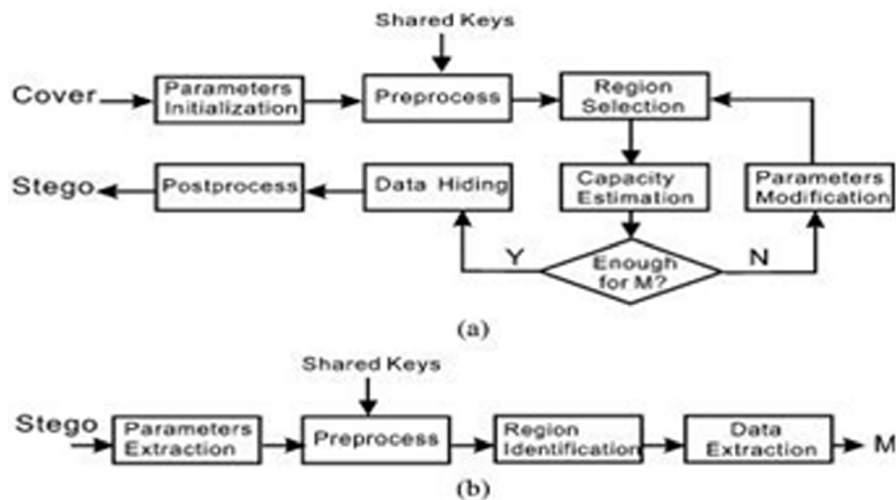 Shared Keys
Cover
Parameters
Initialization
Preprocess
Region
Selection
Stego
Postprocess
Data Hiding
Capacity
Estimation
Parameters
Modification
Y
Enough
for M?
N
(a)
Shared Keys
Stego
Parameters
Extraction
Preprocess
Region
Identification
Data
Extraction
M
(b)